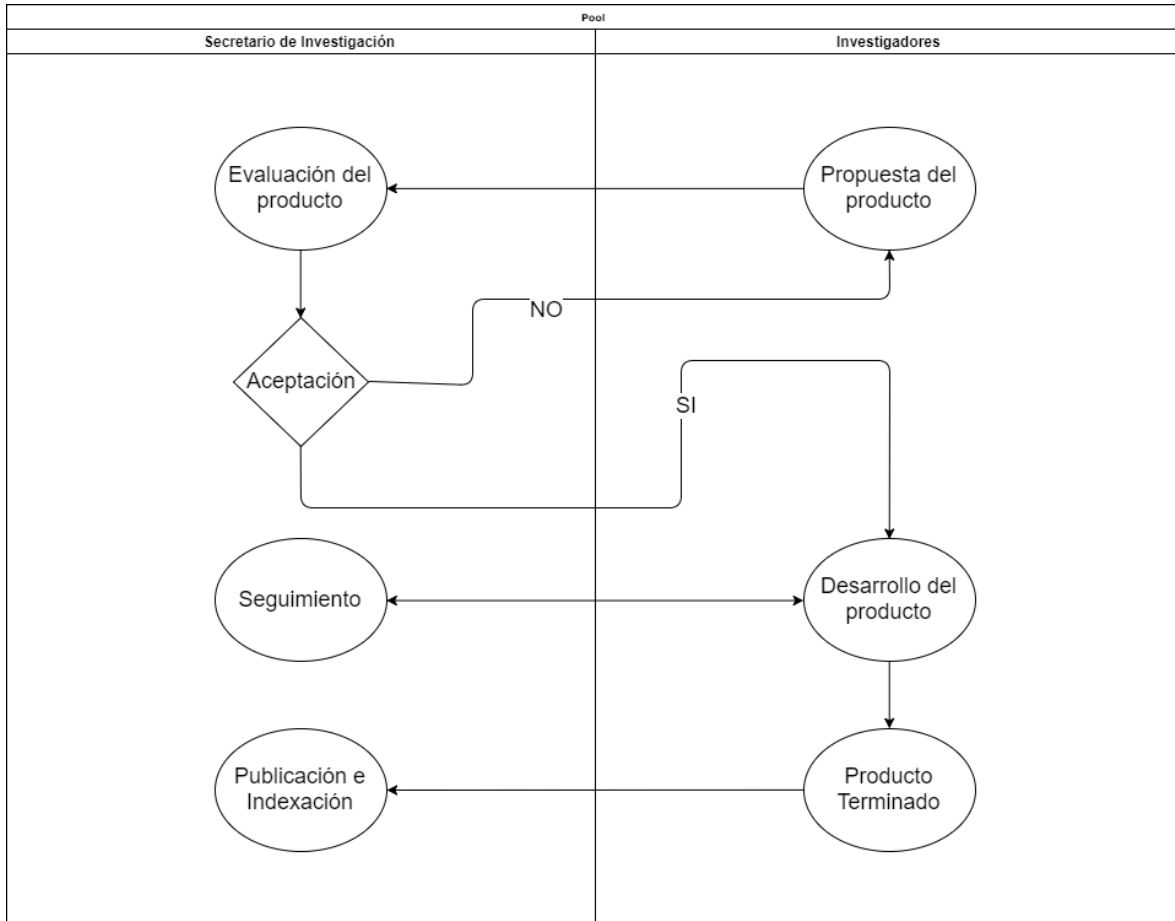 Pool
Secretario de Investigación
Investigadores
Evaluación del
producto
Propuesta del
producto
NO
Aceptación
SI
Seguimiento
Desarrollo del
producto
Publicación e
Indexación
Producto
Terminado